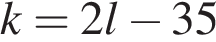 k = 2l − 35